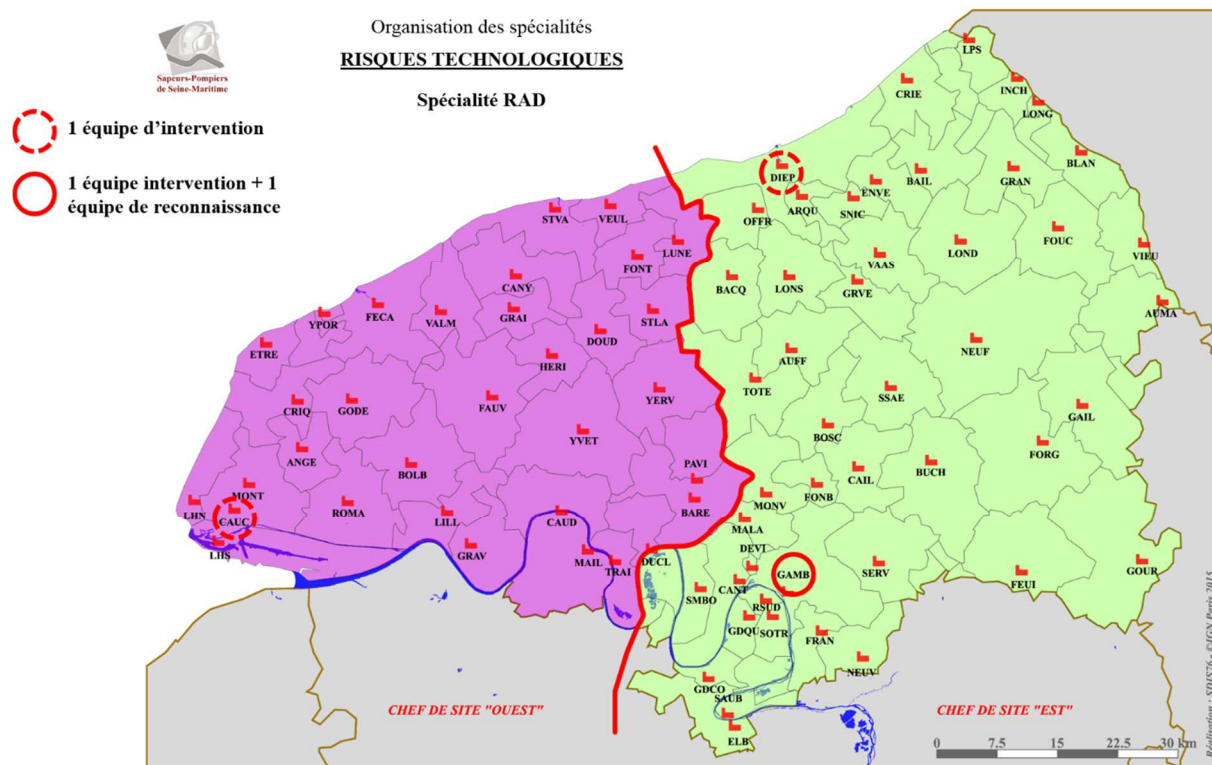 Organisation des spécialités
RISQUES TECHNOLOGIQUES
Spécialité RAD
Sapeurs-Pompiers
de Seine-Maritime
1 équipe d'intervention
1 équipe intervention + 1
équipe de reconnaissance
LPS
CRIE
INCH
LONG
BLAN
DIEP
BAIL
GRAN
ENVE
ARQU
SNIC
OFFR
STVA
VEUL
LUNE
FONT
FOUC
LOND
VIEU
VAAS
CANY
BACQ
LONS
GRVE
AUMA
YPOR
FECA
VALM
GRAI
STLA
DOUD
NEUF
ETRE
HERI
AUFF
TOTE
SSAE
CRIQ
GODE
FAUV
YERV
GAIL
YVET
BOSC
FORG
ANGE
BOLB
PAVI
CAIL
BUCH
MONT
FONB
MONV
LHN
CAUC
ROMA
LILL
CAUD
BARE
MALA
LHS
GRAV
MAIL
TRAI
DUCL
DEVI
GAMB
SERV
FEUI
GOUR
SMBO
CANT
RSUD
GDQU
SOTR
FRAN
NEUV
GDCO
SAUB
ELB
CHEF DE SITE "OUEST"
CHEF DE SITE "EST"
0 7.5 15 22.5 30 km
Réalisation : SDIS76 - ©IGN Paris 2015